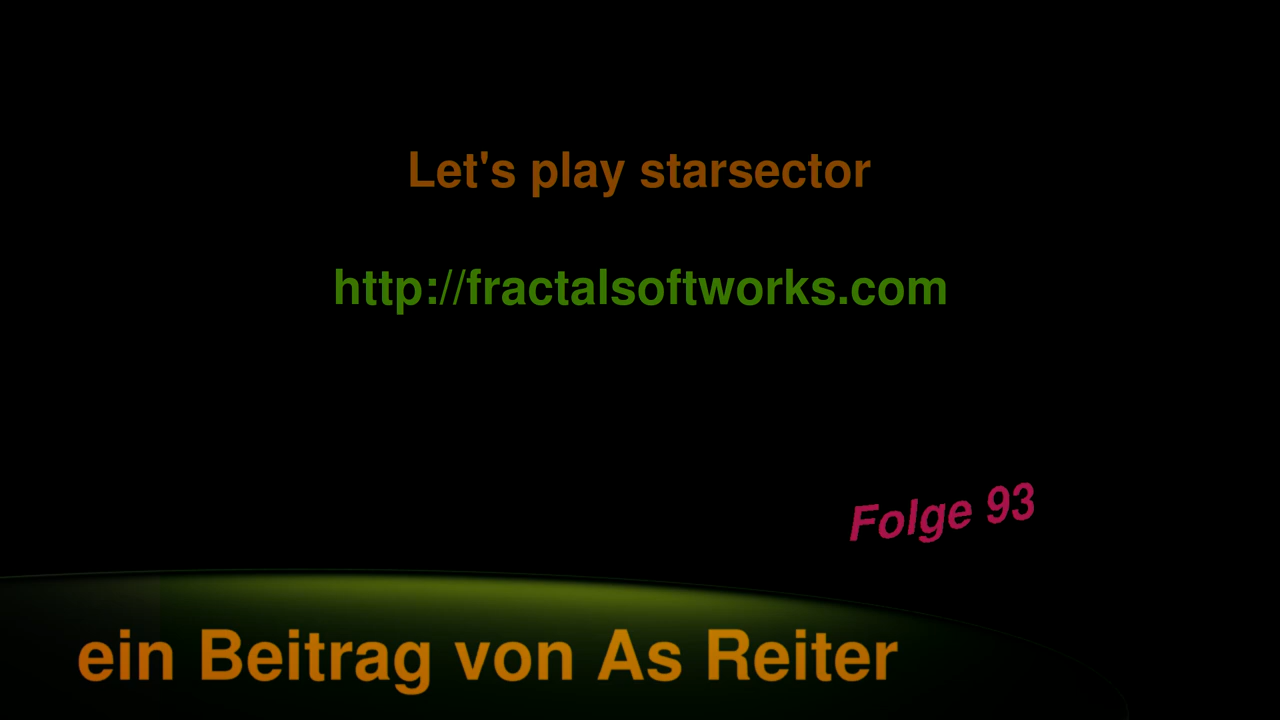 Let's play starsector
http://fractalsoftworks.com
Folge 93
ein Beitrag von As Reiter